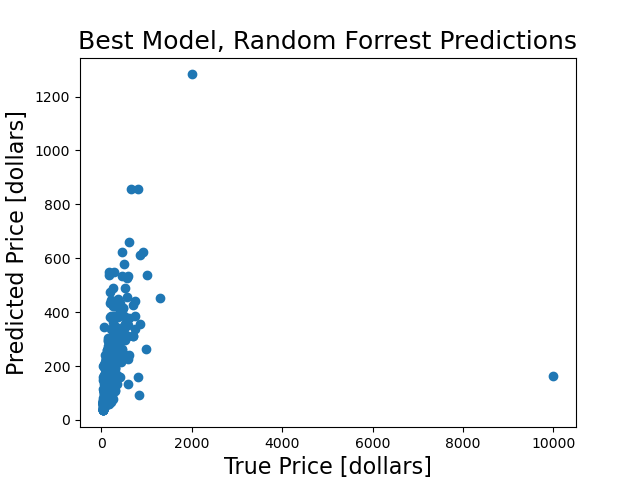 Best Model, Random Forrest Predictions
1200
1000
800
600
400
200
0
Predicted Price [dollars]
0 2000 4000 6000 8000 10000
True Price [dollars]